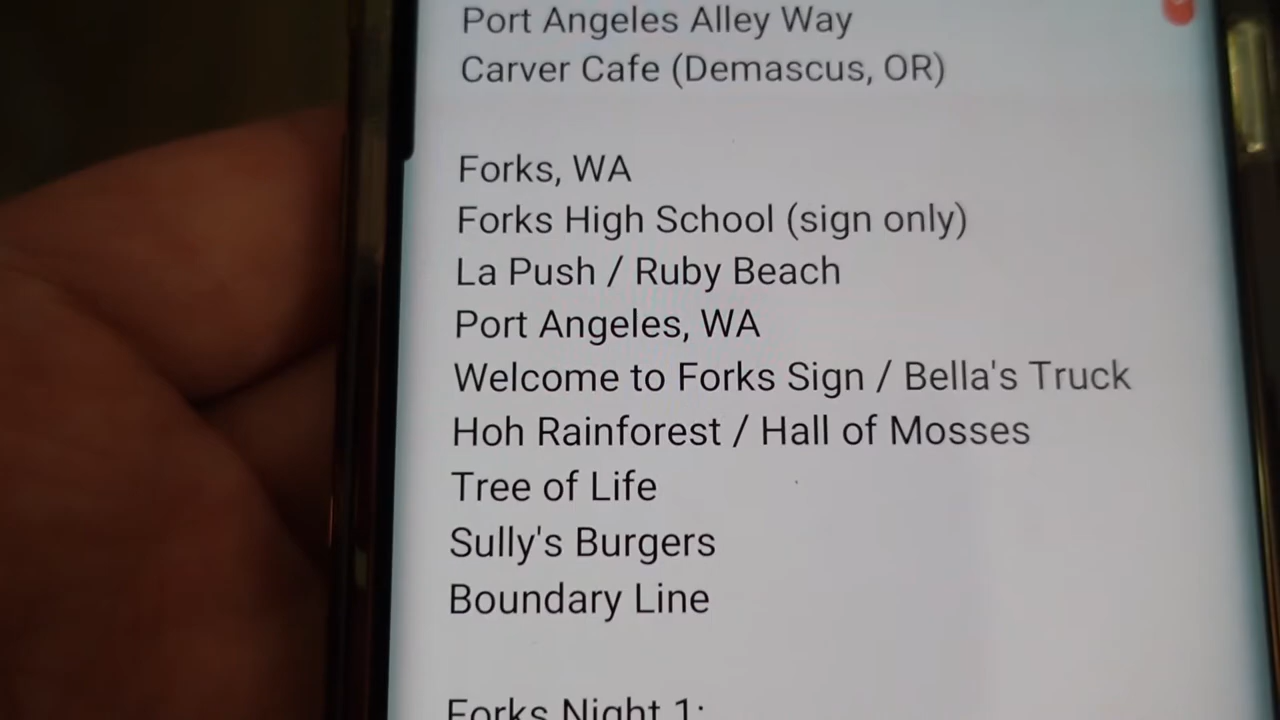 Port Angeles Alley Way
Carver Cafe (Demascus, OR)
Forks, WA
Forks High School (sign only)
La Push / Ruby Beach
Port Angeles, WA
Welcome to Forks Sign / Bella's Truck
Hoh Rainforest / Hall of Mosses
Tree of Life
Sully's Burgers
Boundary Line
Forks Night 1: